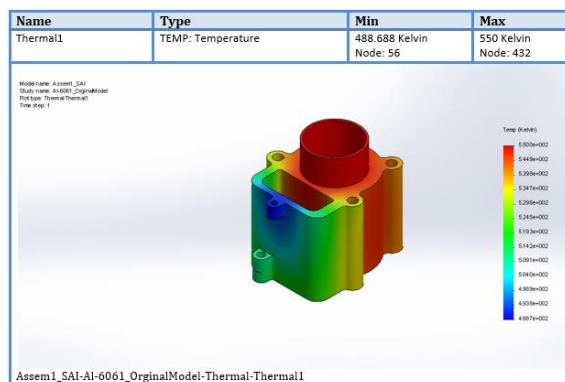 Name Type Min Max
Thermal1 TEMP: Temperature 488.688 Kelvin 550 Kelvin
Node: 56 Node: 432
Model name: Assem1_SAI
Study name: Al-6061_OrginalModel
Plot type: Thermal Thermal1
Time step: 1
Temp (Kelvin)
5.500e+002
5.449e+002
5.398e+002
5.347e+002
5.296e+002
5.245e+002
5.193e+002
5.142e+002
5.091e+002
5.040e+002
4.989e+002
4.938e+002
4.887e+002
Assem1_SAI-Al-6061_OrginalModel-Thermal-Thermal1